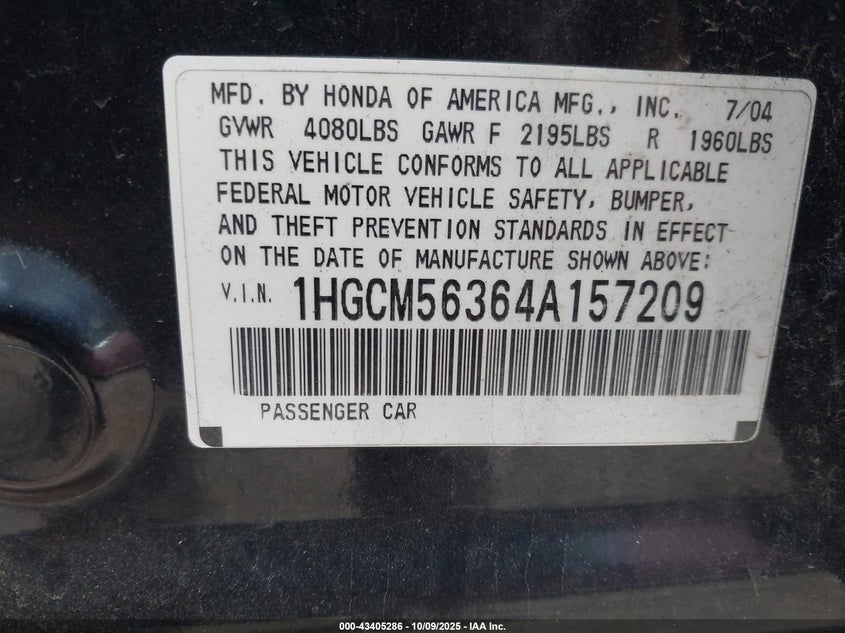 MFD. BY HONDA OF AMERICA MFG., INC. 7/04
GVWR 4080LBS GAWR F 2195LBS R 1960LBS
THIS VEHICLE CONFORMS TO ALL APPLICABLE
FEDERAL MOTOR VEHICLE SAFETY, BUMPER,
AND THEFT PREVENTION STANDARDS IN EFFECT
ON THE DATE OF MANUFACTURE SHOWN ABOVE:
V.I.N. 1HGCM56364A157209
PASSENGER CAR
000-43405286 - 10/09/2025 - IAA Inc.